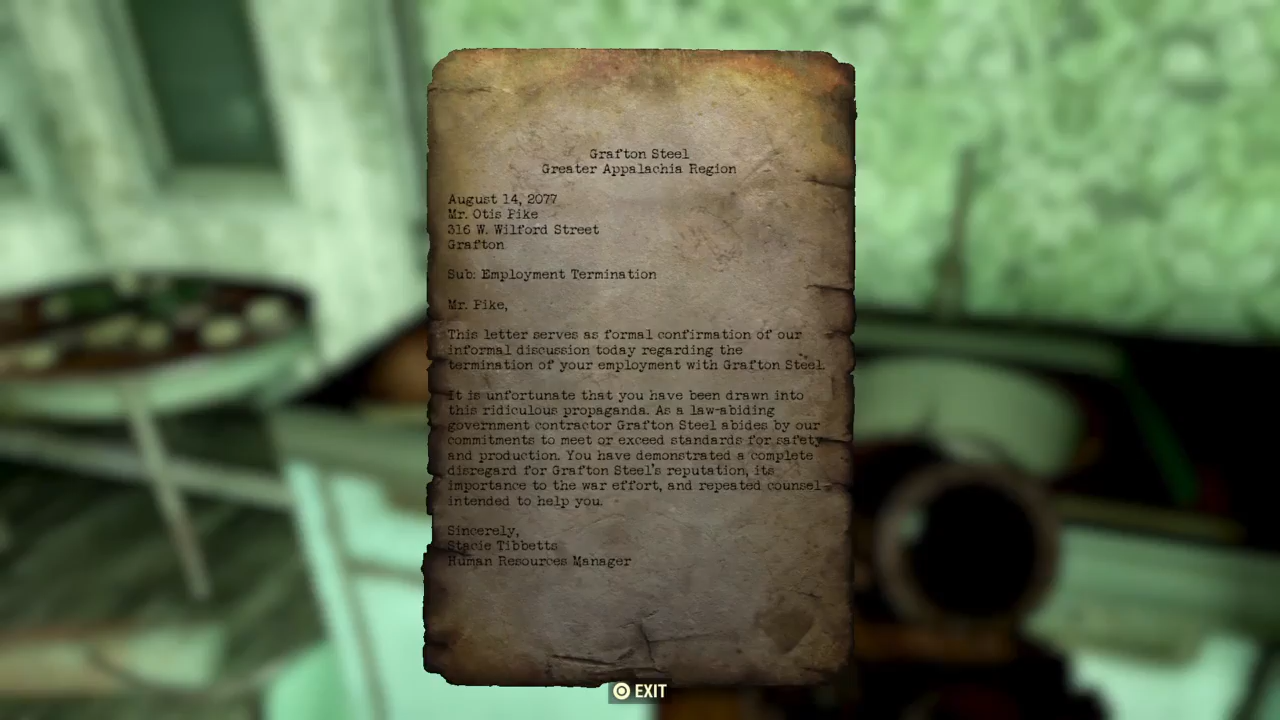 Grafton Steel
Greater Appalachia Region
August 14, 2077
Mr. Otis Pike
316 W. Wilford Street
Grafton
Sub: Employment Termination
Mr. Pike,
This letter serves as formal confirmation of our
informal discussion today regarding the
termination of your employment with Grafton Steel.
It is unfortunate that you have been drawn into
this ridiculous propaganda. As a law-abiding
government contractor Grafton Steel abides by our
commitments to meet or exceed standards for safety
and production. You have demonstrated a complete
disregard for Grafton Steel's reputation, its
importance to the war effort, and repeated counsel
intended to help you.
Sincerely,
Stacie Tibbetts
Human Resources Manager
EXIT